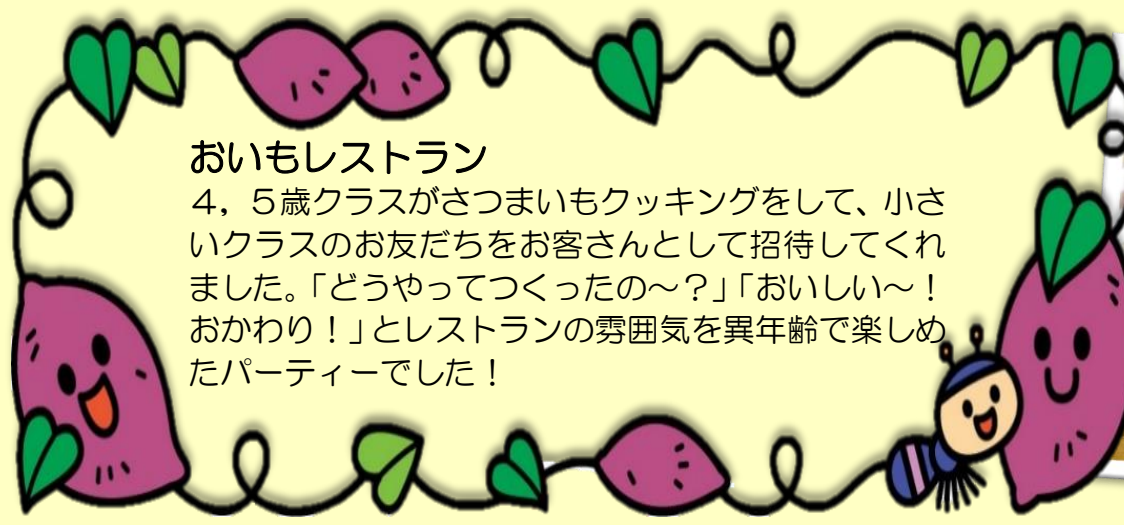 おいもレストラン
４，５歳クラスがさつまいもクッキングをして、小さ
いクラスのお友だちをお客さんとして招待してくれ
ました。「どうやってつくったの～？」「おいしい～！
おかわり！」とレストランの雰囲気を異年齢で楽しめ
たパーティーでした！